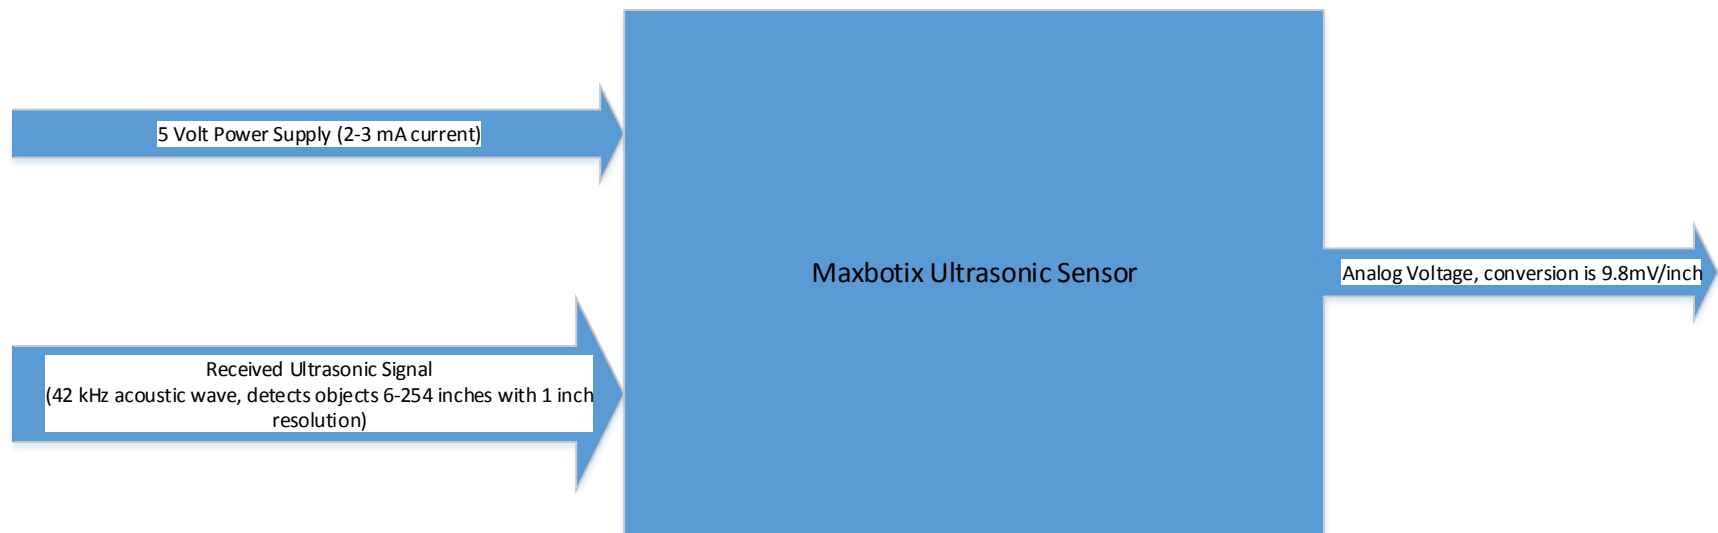 5 Volt Power Supply (2-3 mA current)
Received Ultrasonic Signal
(42 kHz acoustic wave, detects objects 6-254 inches with 1 inch
resolution)
Maxbotix Ultrasonic Sensor
Analog Voltage, conversion is 9.8mV/inch